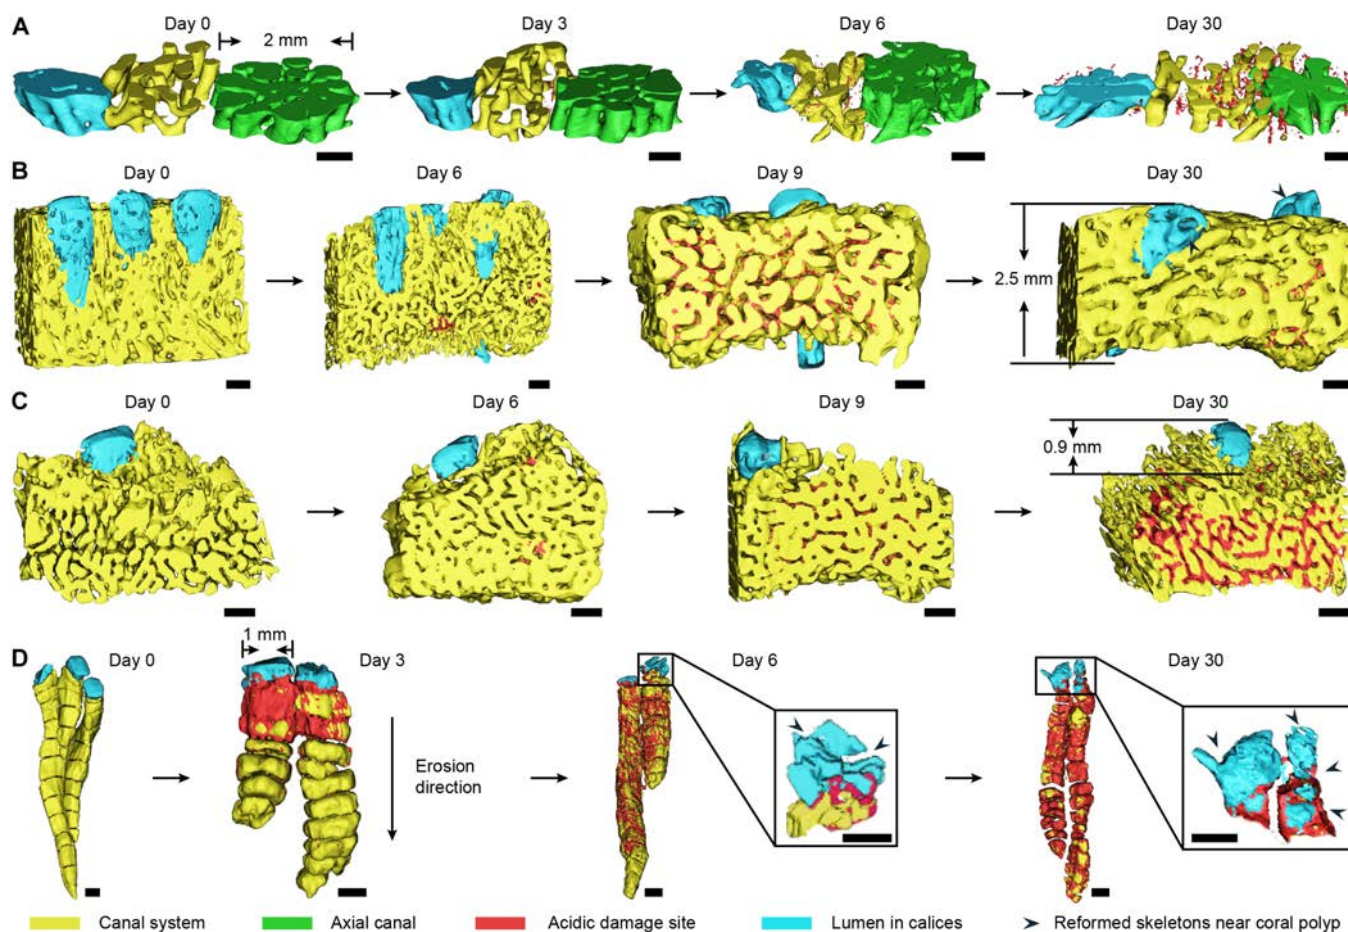 A
Day 0
Day 3
Day 6
Day 30
2 mm
B
Day 0
Day 6
Day 9
Day 30
2.5 mm
C
Day 0
Day 6
Day 9
Day 30
0.9 mm
D
Day 0
1 mm
Day 3
Day 6
Day 30
Erosion
direction
Canal system
Axial canal
Acidic damage site
Lumen in calices
Reformed skeletons near coral polyp